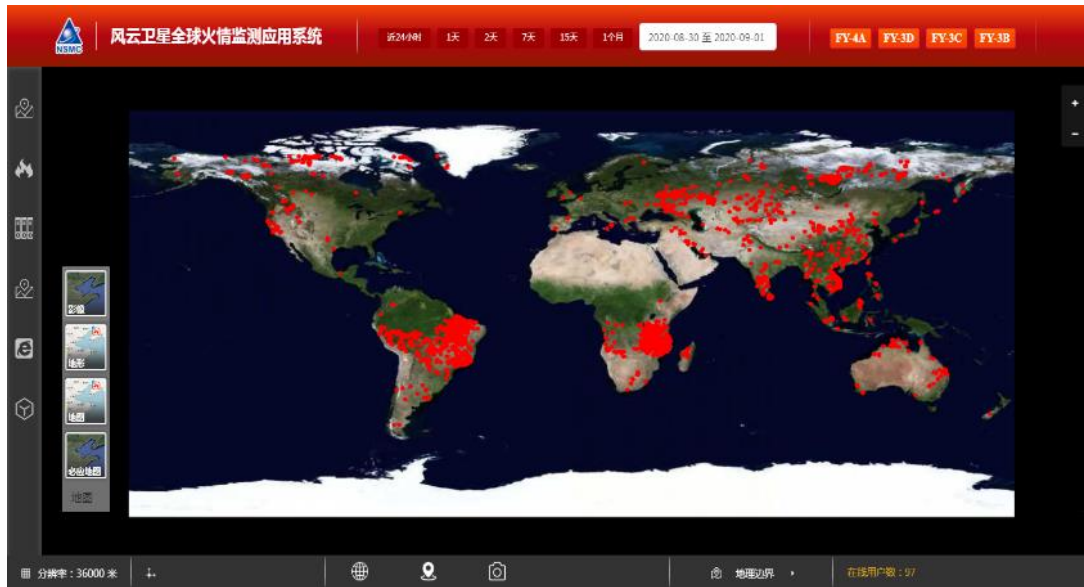 NSMC
风云卫星全球火情监测应用系统
近24小时 1天 2天 7天 15天 1个月 2020-08-30 至 2020-09-01 FY-4A FY-3D FY-3C FY-3B
+
-
影像
地形
地图
必应地图
地图
分辨率：36000 米 地理边界 在线用户数：97